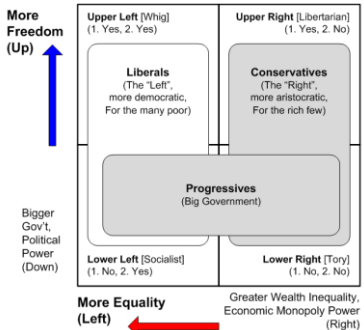 More
Freedom
(Up)
Upper Left [Whig]
(1. Yes, 2. Yes)
Upper Right [Libertarian]
(1. Yes, 2. No)
Liberals
(The "Left",
more democratic,
For the many poor)
Conservatives
(The "Right",
more aristocratic,
For the rich few)
Progressives
(Big Government)
Bigger
Gov't,
Political
Power
(Down)
Lower Left [Socialist]
(1. No, 2. Yes)
Lower Right [Tory]
(1. No, 2. No)
More Equality
(Left)
Greater Wealth Inequality,
Economic Monopoly Power
(Right)